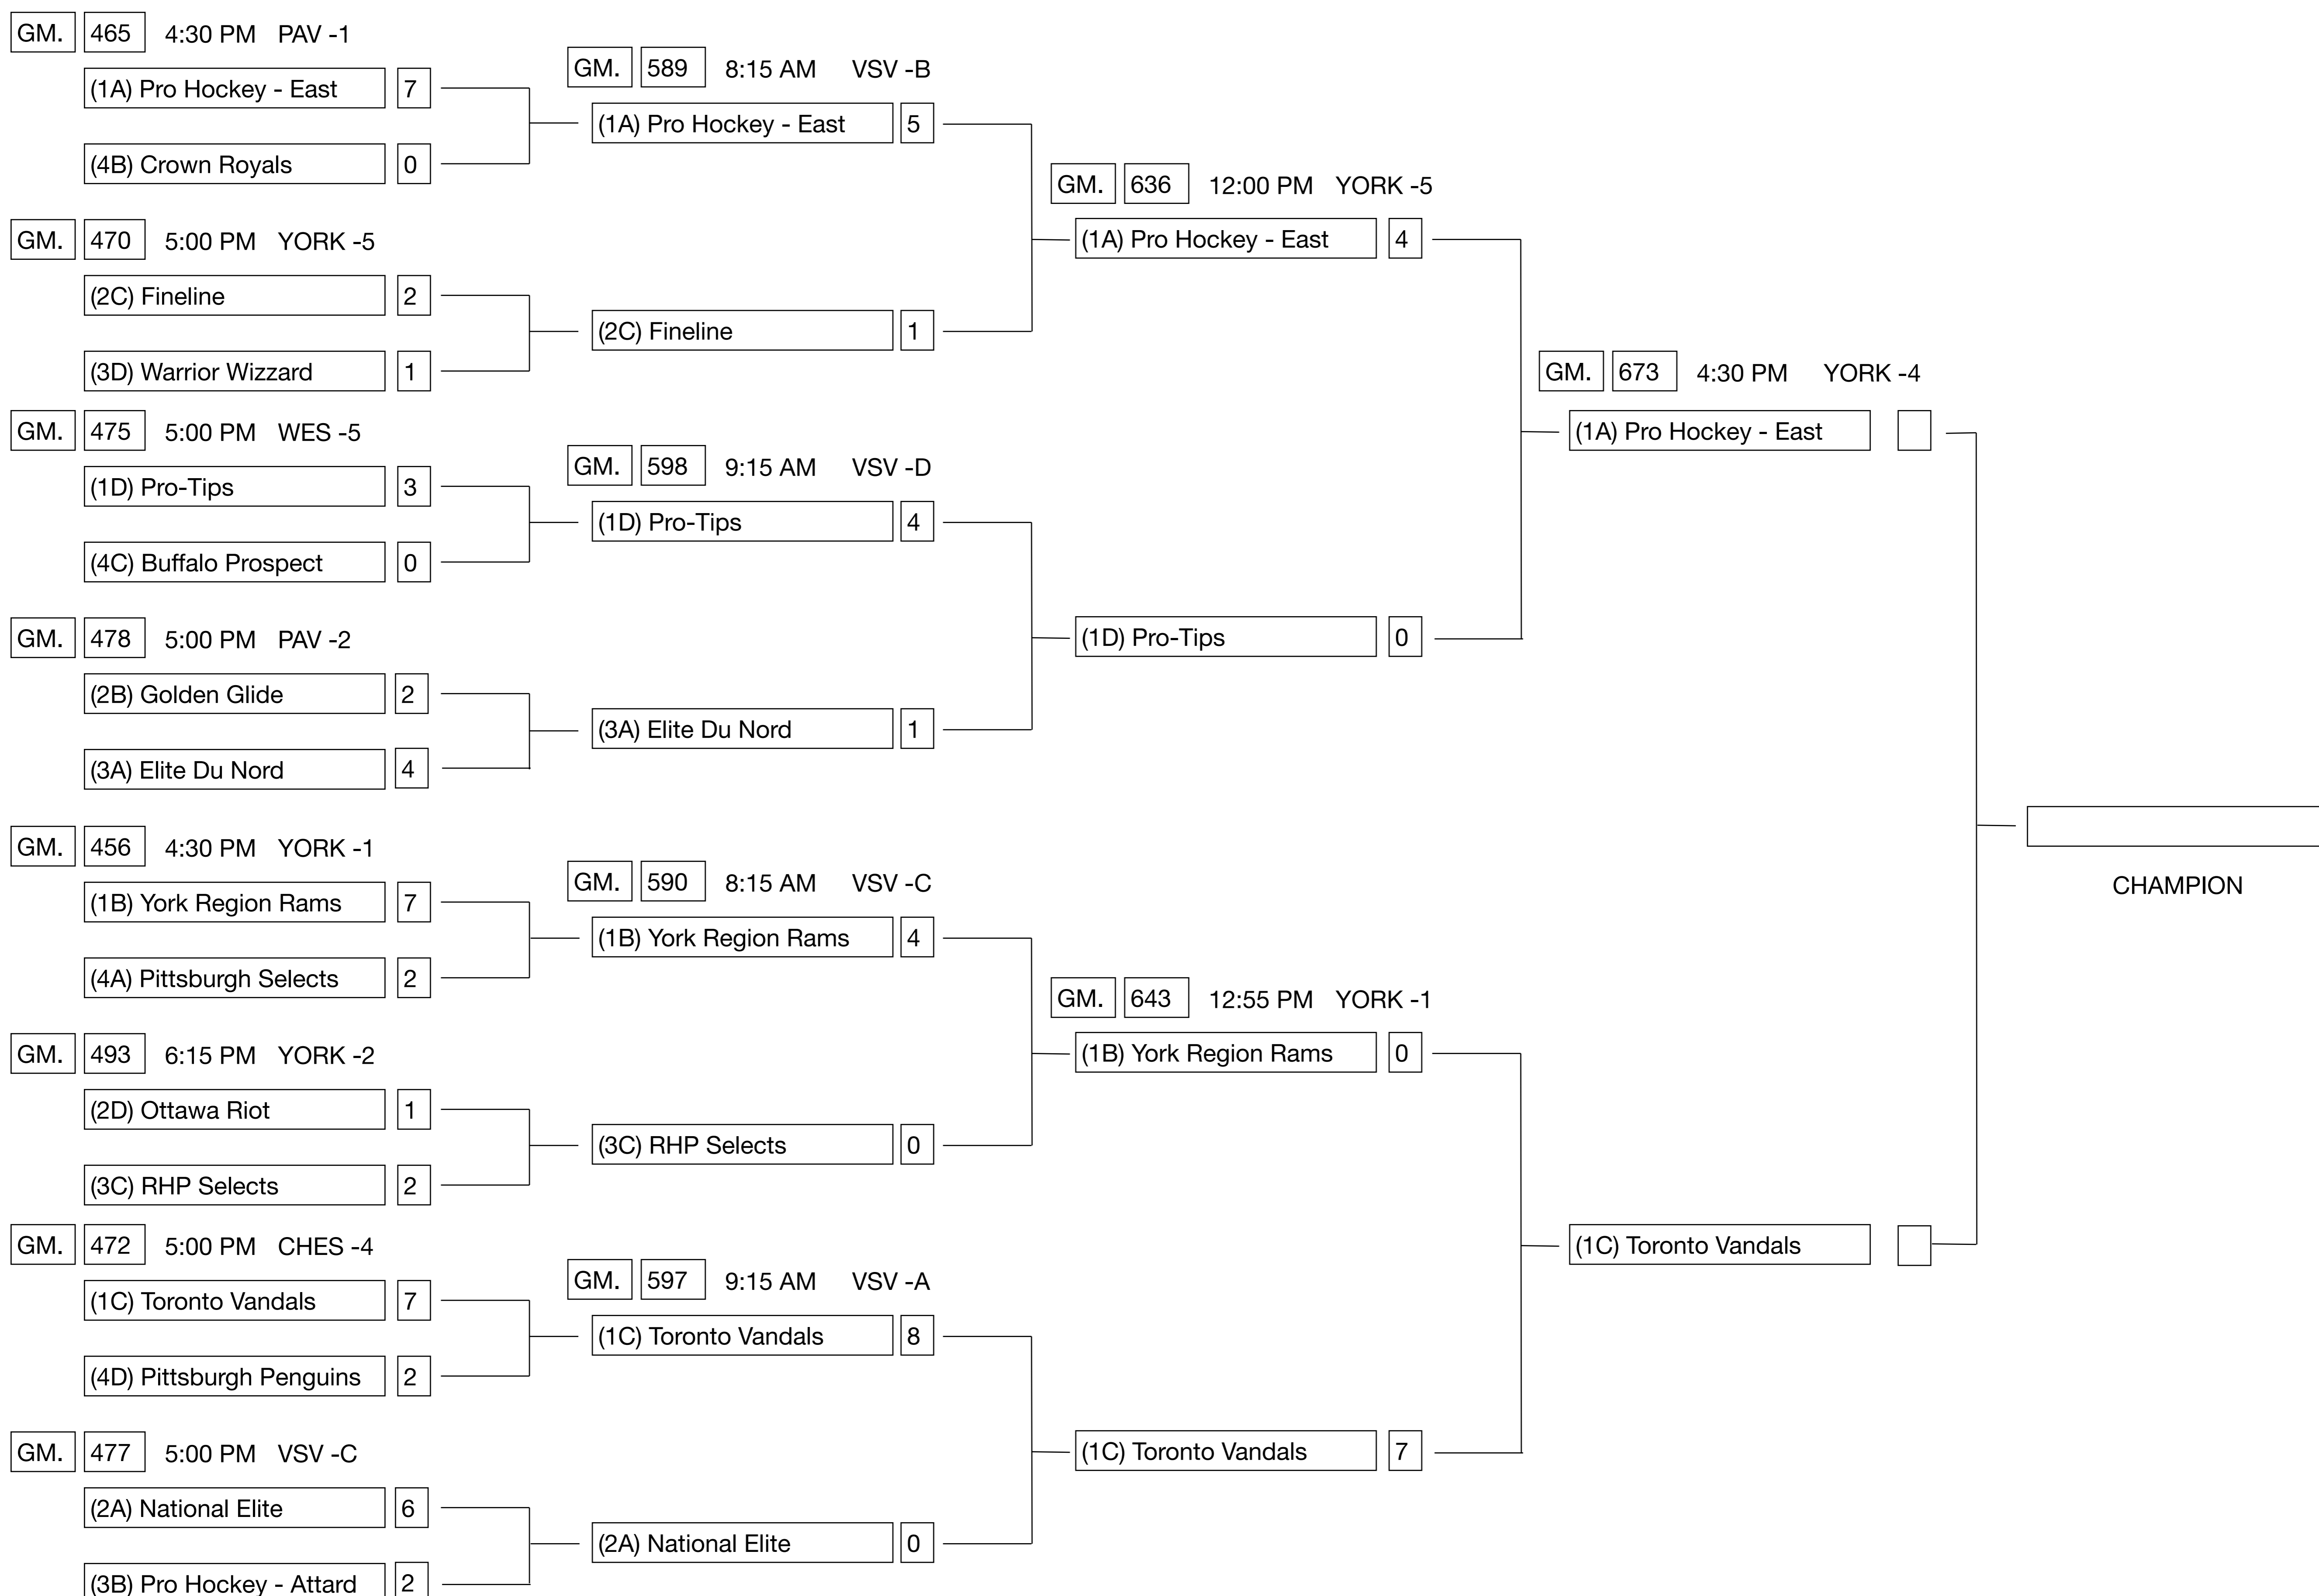 GM. 465 4:30 PM PAV -1
(1A) Pro Hockey - East 7
(4B) Crown Royals 0
GM. 470 5:00 PM YORK -5
(2C) Fineline 2
(3D) Warrior Wizzard 1
GM. 475 5:00 PM WES -5
(1D) Pro-Tips 3
(4C) Buffalo Prospect 0
GM. 478 5:00 PM PAV -2
(2B) Golden Glide 2
(3A) Elite Du Nord 4
GM. 456 4:30 PM YORK -1
(1B) York Region Rams 7
(4A) Pittsburgh Selects 2
GM. 493 6:15 PM YORK -2
(2D) Ottawa Riot 1
(3C) RHP Selects 2
GM. 472 5:00 PM CHES -4
(1C) Toronto Vandals 7
(4D) Pittsburgh Penguins 2
GM. 477 5:00 PM VSV -C
(2A) National Elite 6
(3B) Pro Hockey - Attard 2
GM. 589 8:15 AM VSV -B
(1A) Pro Hockey - East 5
(2C) Fineline 1
GM. 598 9:15 AM VSV -D
(1D) Pro-Tips 4
(3A) Elite Du Nord 1
GM. 590 8:15 AM VSV -C
(1B) York Region Rams 4
(3C) RHP Selects 0
GM. 597 9:15 AM VSV -A
(1C) Toronto Vandals 8
(2A) National Elite 0
GM. 636 12:00 PM YORK -5
(1A) Pro Hockey - East 4
(1D) Pro-Tips 0
GM. 643 12:55 PM YORK -1
(1B) York Region Rams 0
(1C) Toronto Vandals 7
GM. 673 4:30 PM YORK -4
(1A) Pro Hockey - East
(1C) Toronto Vandals
CHAMPION